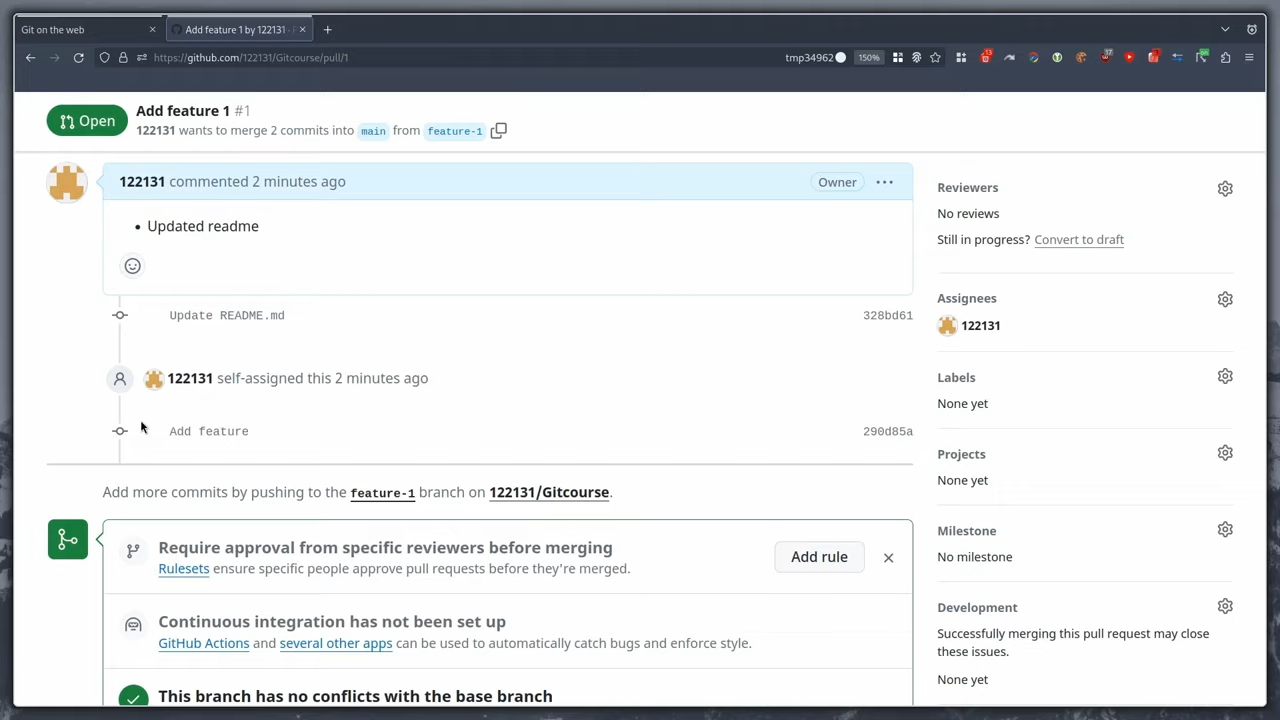 Git on the web
Add feature 1 by 122131 ·
https://github.com/122131/Gitcourse/pull/1
tmp34962
150%
13
17
Open
Add feature 1 #1
122131 wants to merge 2 commits into main from feature-1
122131 commented 2 minutes ago
Owner
• Updated readme
Update README.md
328bd61
122131 self-assigned this 2 minutes ago
Add feature
290d85a
Add more commits by pushing to the feature-1 branch on 122131/Gitcourse.
Require approval from specific reviewers before merging
Rulesets ensure specific people approve pull requests before they're merged.
Add rule
Continuous integration has not been set up
GitHub Actions and several other apps can be used to automatically catch bugs and enforce style.
This branch has no conflicts with the base branch
Reviewers
No reviews
Still in progress? Convert to draft
Assignees
122131
Labels
None yet
Projects
None yet
Milestone
No milestone
Development
Successfully merging this pull request may close
these issues.
None yet